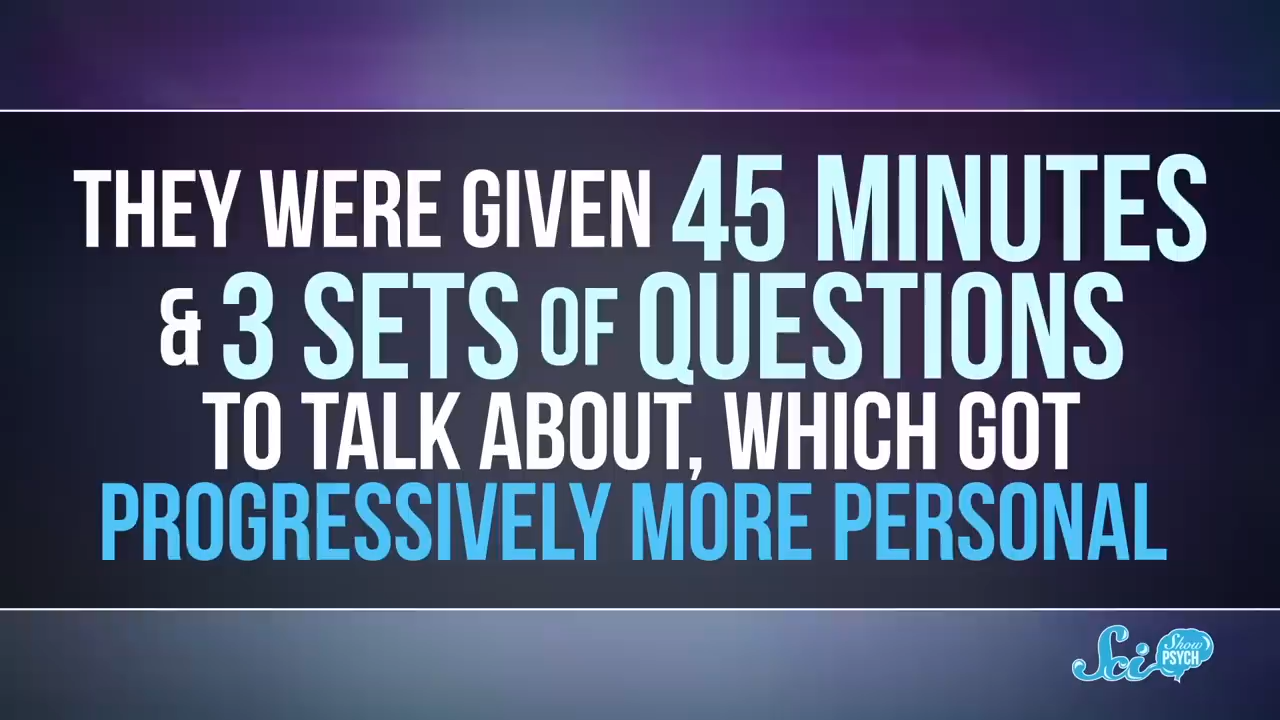 THEY WERE GIVEN 45 MINUTES
& 3 SETS OF QUESTIONS
TO TALK ABOUT, WHICH GOT
PROGRESSIVELY MORE PERSONAL
Sci Show PSYCH